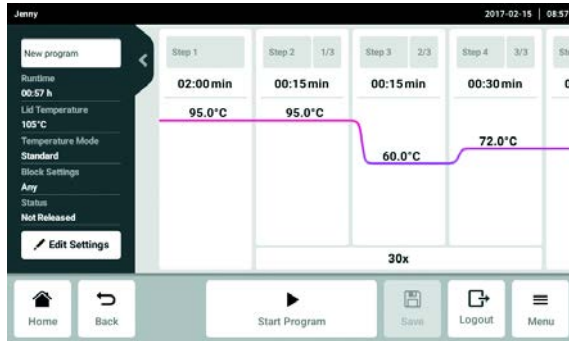 Jenny
2017-02-15
08:57
New program
Runtime
00:57 h
Lid Temperature
105°C
Temperature Mode
Standard
Block Settings
Any
Status
Not Released
Edit Settings
Step 1
Step 2 1/3
Step 3 2/3
Step 4 3/3
02:00 min
00:15 min
00:15 min
00:30 min
95.0°C
95.0°C
60.0°C
72.0°C
30x
Home
Back
Start Program
Save
Logout
Menu